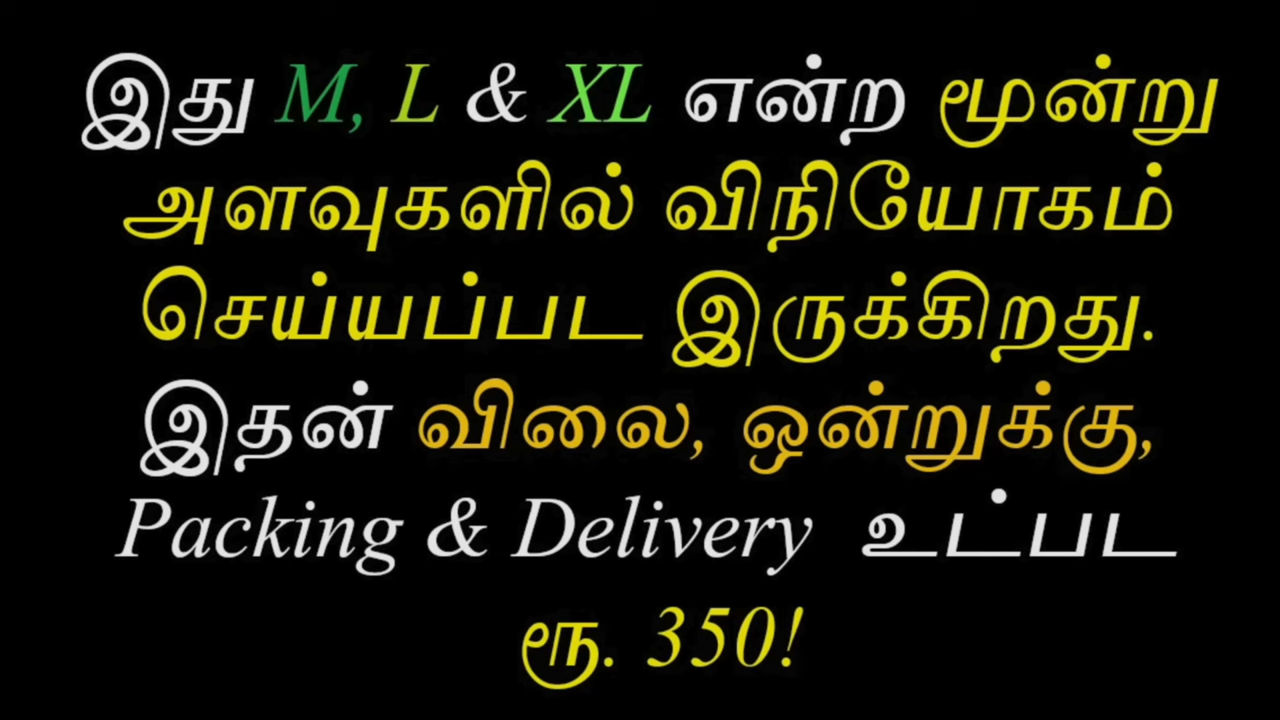 இது M, L & XL என்ற மூன்று
அளவுகளில் விநியோகம்
செய்யப்பட இருக்கிறது.
இதன் விலை, ஒன்றுக்கு,
Packing & Delivery உட்பட
ரூ. 350!